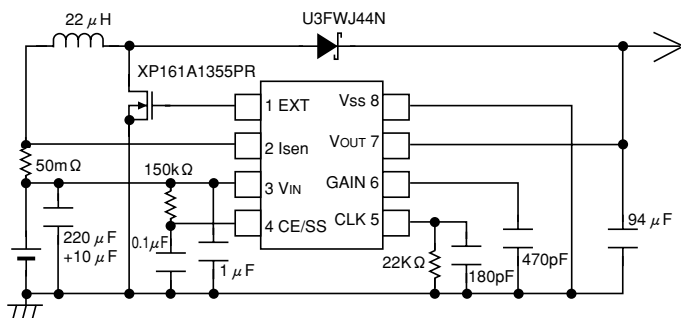 22 μH
U3FWJ44N
XP161A1355PR
1 EXT
Vss 8
2 Isen
VOUT 7
50mΩ
150kΩ
3 VIN
GAIN 6
4 CE/SS
CLK 5
220 μF
+10 μF
0.1μF
1 μF
22KΩ
180pF
470pF
94 μF